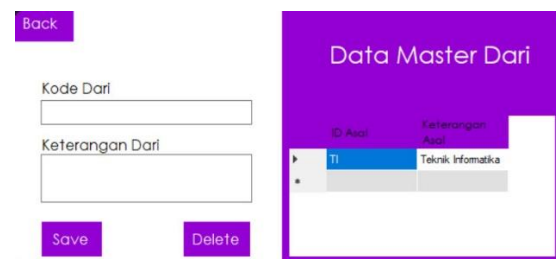 Back
Kode Dari
Keterangan Dari
Save
Delete
Data Master Dari
ID Asal
Keterangan
Asal
TI
Teknik Informatika